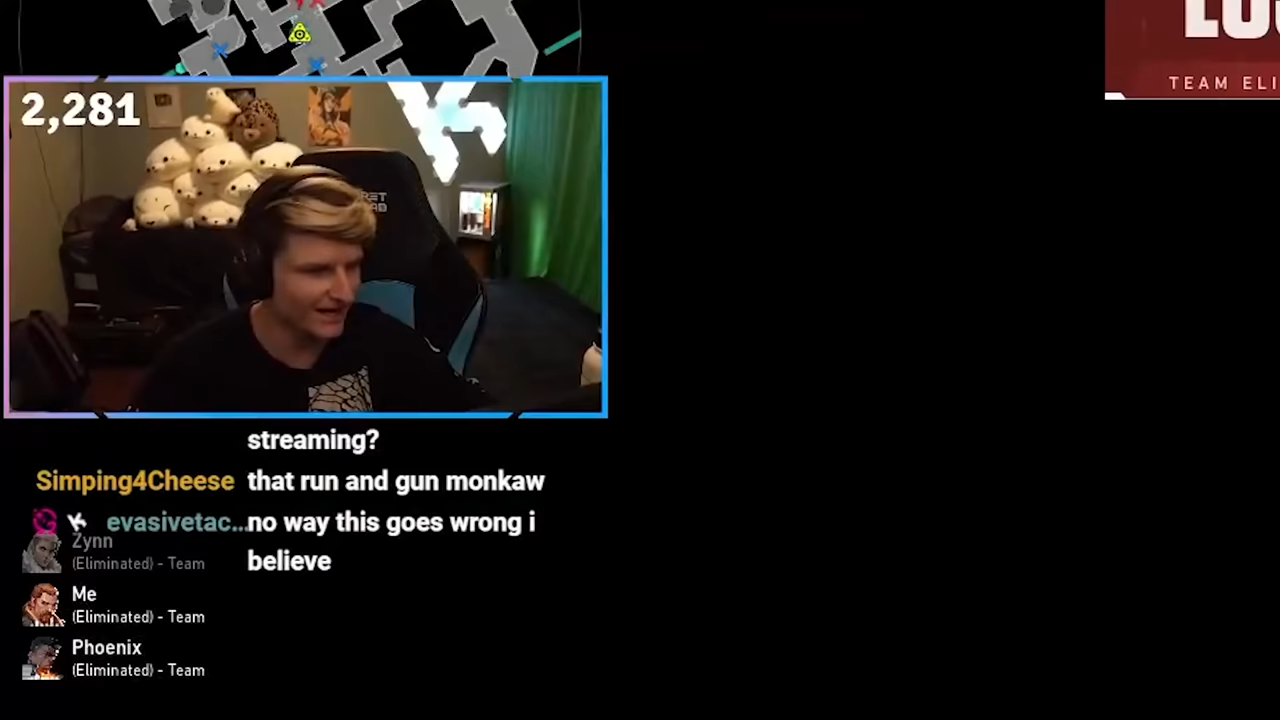 2,281
TEAM ELI
streaming?
Simping4Cheese that run and gun monkaw
evasivetac... no way this goes wrong i
believe
Zynn
(Eliminated) - Team
Me
(Eliminated) - Team
Phoenix
(Eliminated) - Team